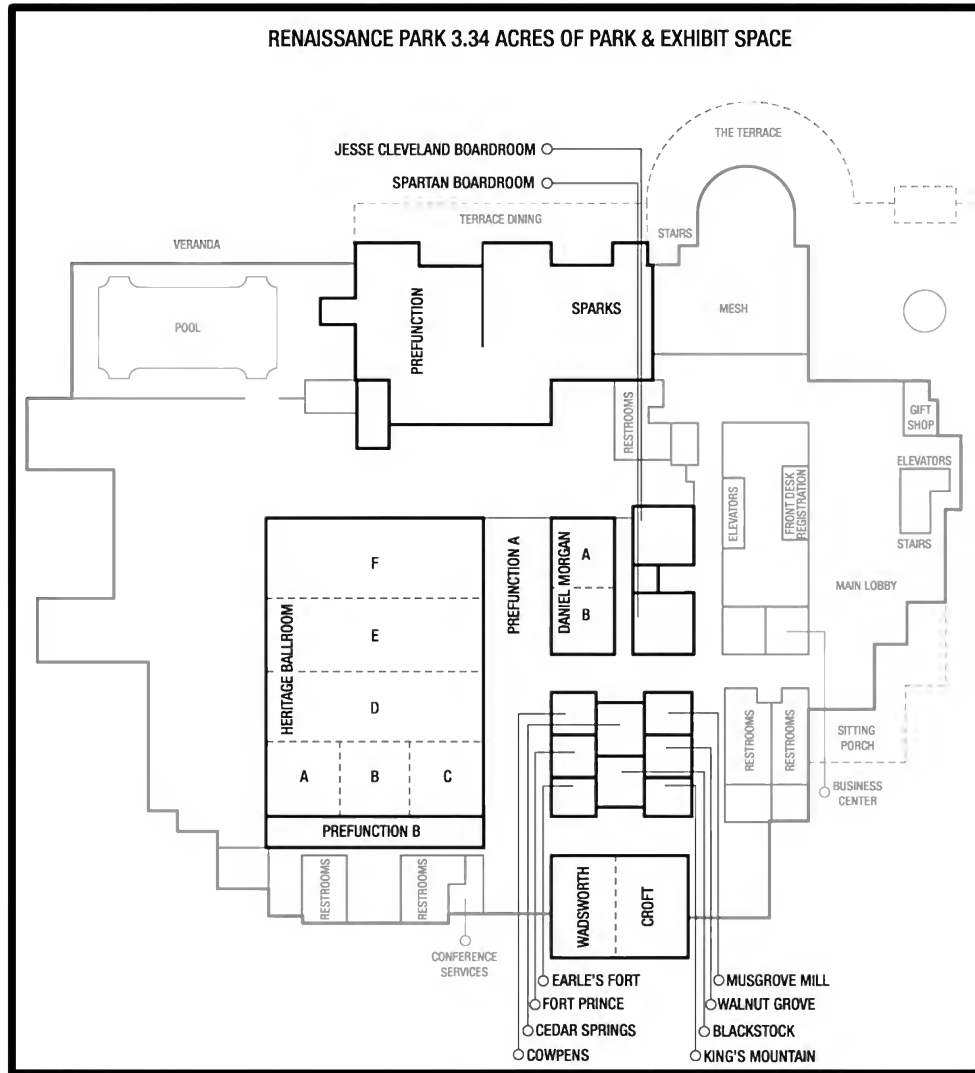 RENAISSANCE PARK 3.34 ACRES OF PARK & EXHIBIT SPACE
THE TERRACE
JESSE CLEVELAND BOARDROOM
SPARTAN BOARDROOM
TERRACE DINING
STAIRS
VERANDA
POOL
PREFUNCTION
SPARKS
MESH
RESTROOMS
GIFT
SHOP
ELEVATORS
STAIRS
ELEVATORS
FRONT DESK
REGISTRATION
MAIN LOBBY
HERITAGE BALLROOM
F
E
D
A
B
C
PREFUNCTION A
DANIEL MORGAN
A
B
PREFUNCTION B
RESTROOMS
RESTROOMS
SITTING
PORCH
BUSINESS
CENTER
RESTROOMS
RESTROOMS
CONFERENCE
SERVICES
WADSWORTH
CROFT
EARLE'S FORT
FORT PRINCE
CEDAR SPRINGS
COWPENS
MUSGROVE MILL
WALNUT GROVE
BLACKSTOCK
KING'S MOUNTAIN